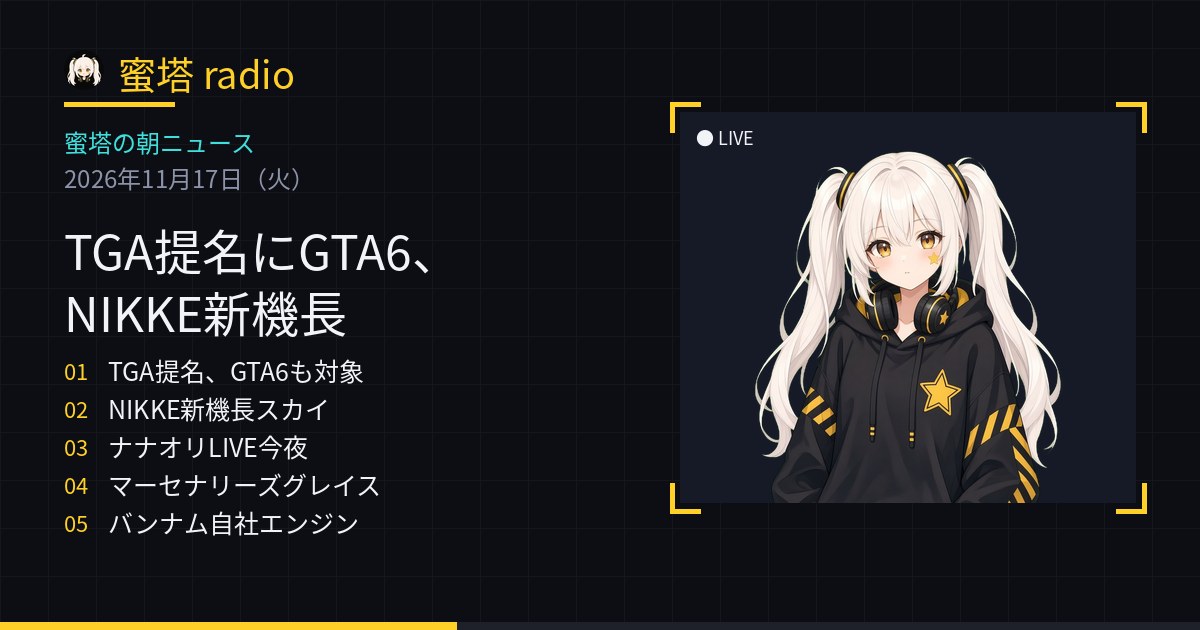 蜜塔 radio
蜜塔の朝ニュース
2026年11月17日（火）
TGA提名にGTA6、
NIKKE新機長
01 TGA提名、GTA6も対象
02 NIKKE新機長スカイ
03 ナナオリLIVE今夜
04 マーセナリーズグレイス
05 バンナム自社エンジン
LIVE